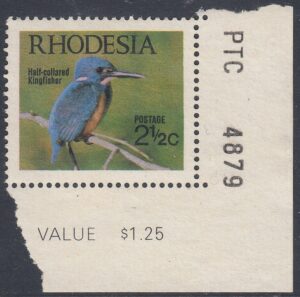 RHODESIA
Half-collared
Kingfisher
POSTAGE
2½C
PTC 4879
VALUE $1.25